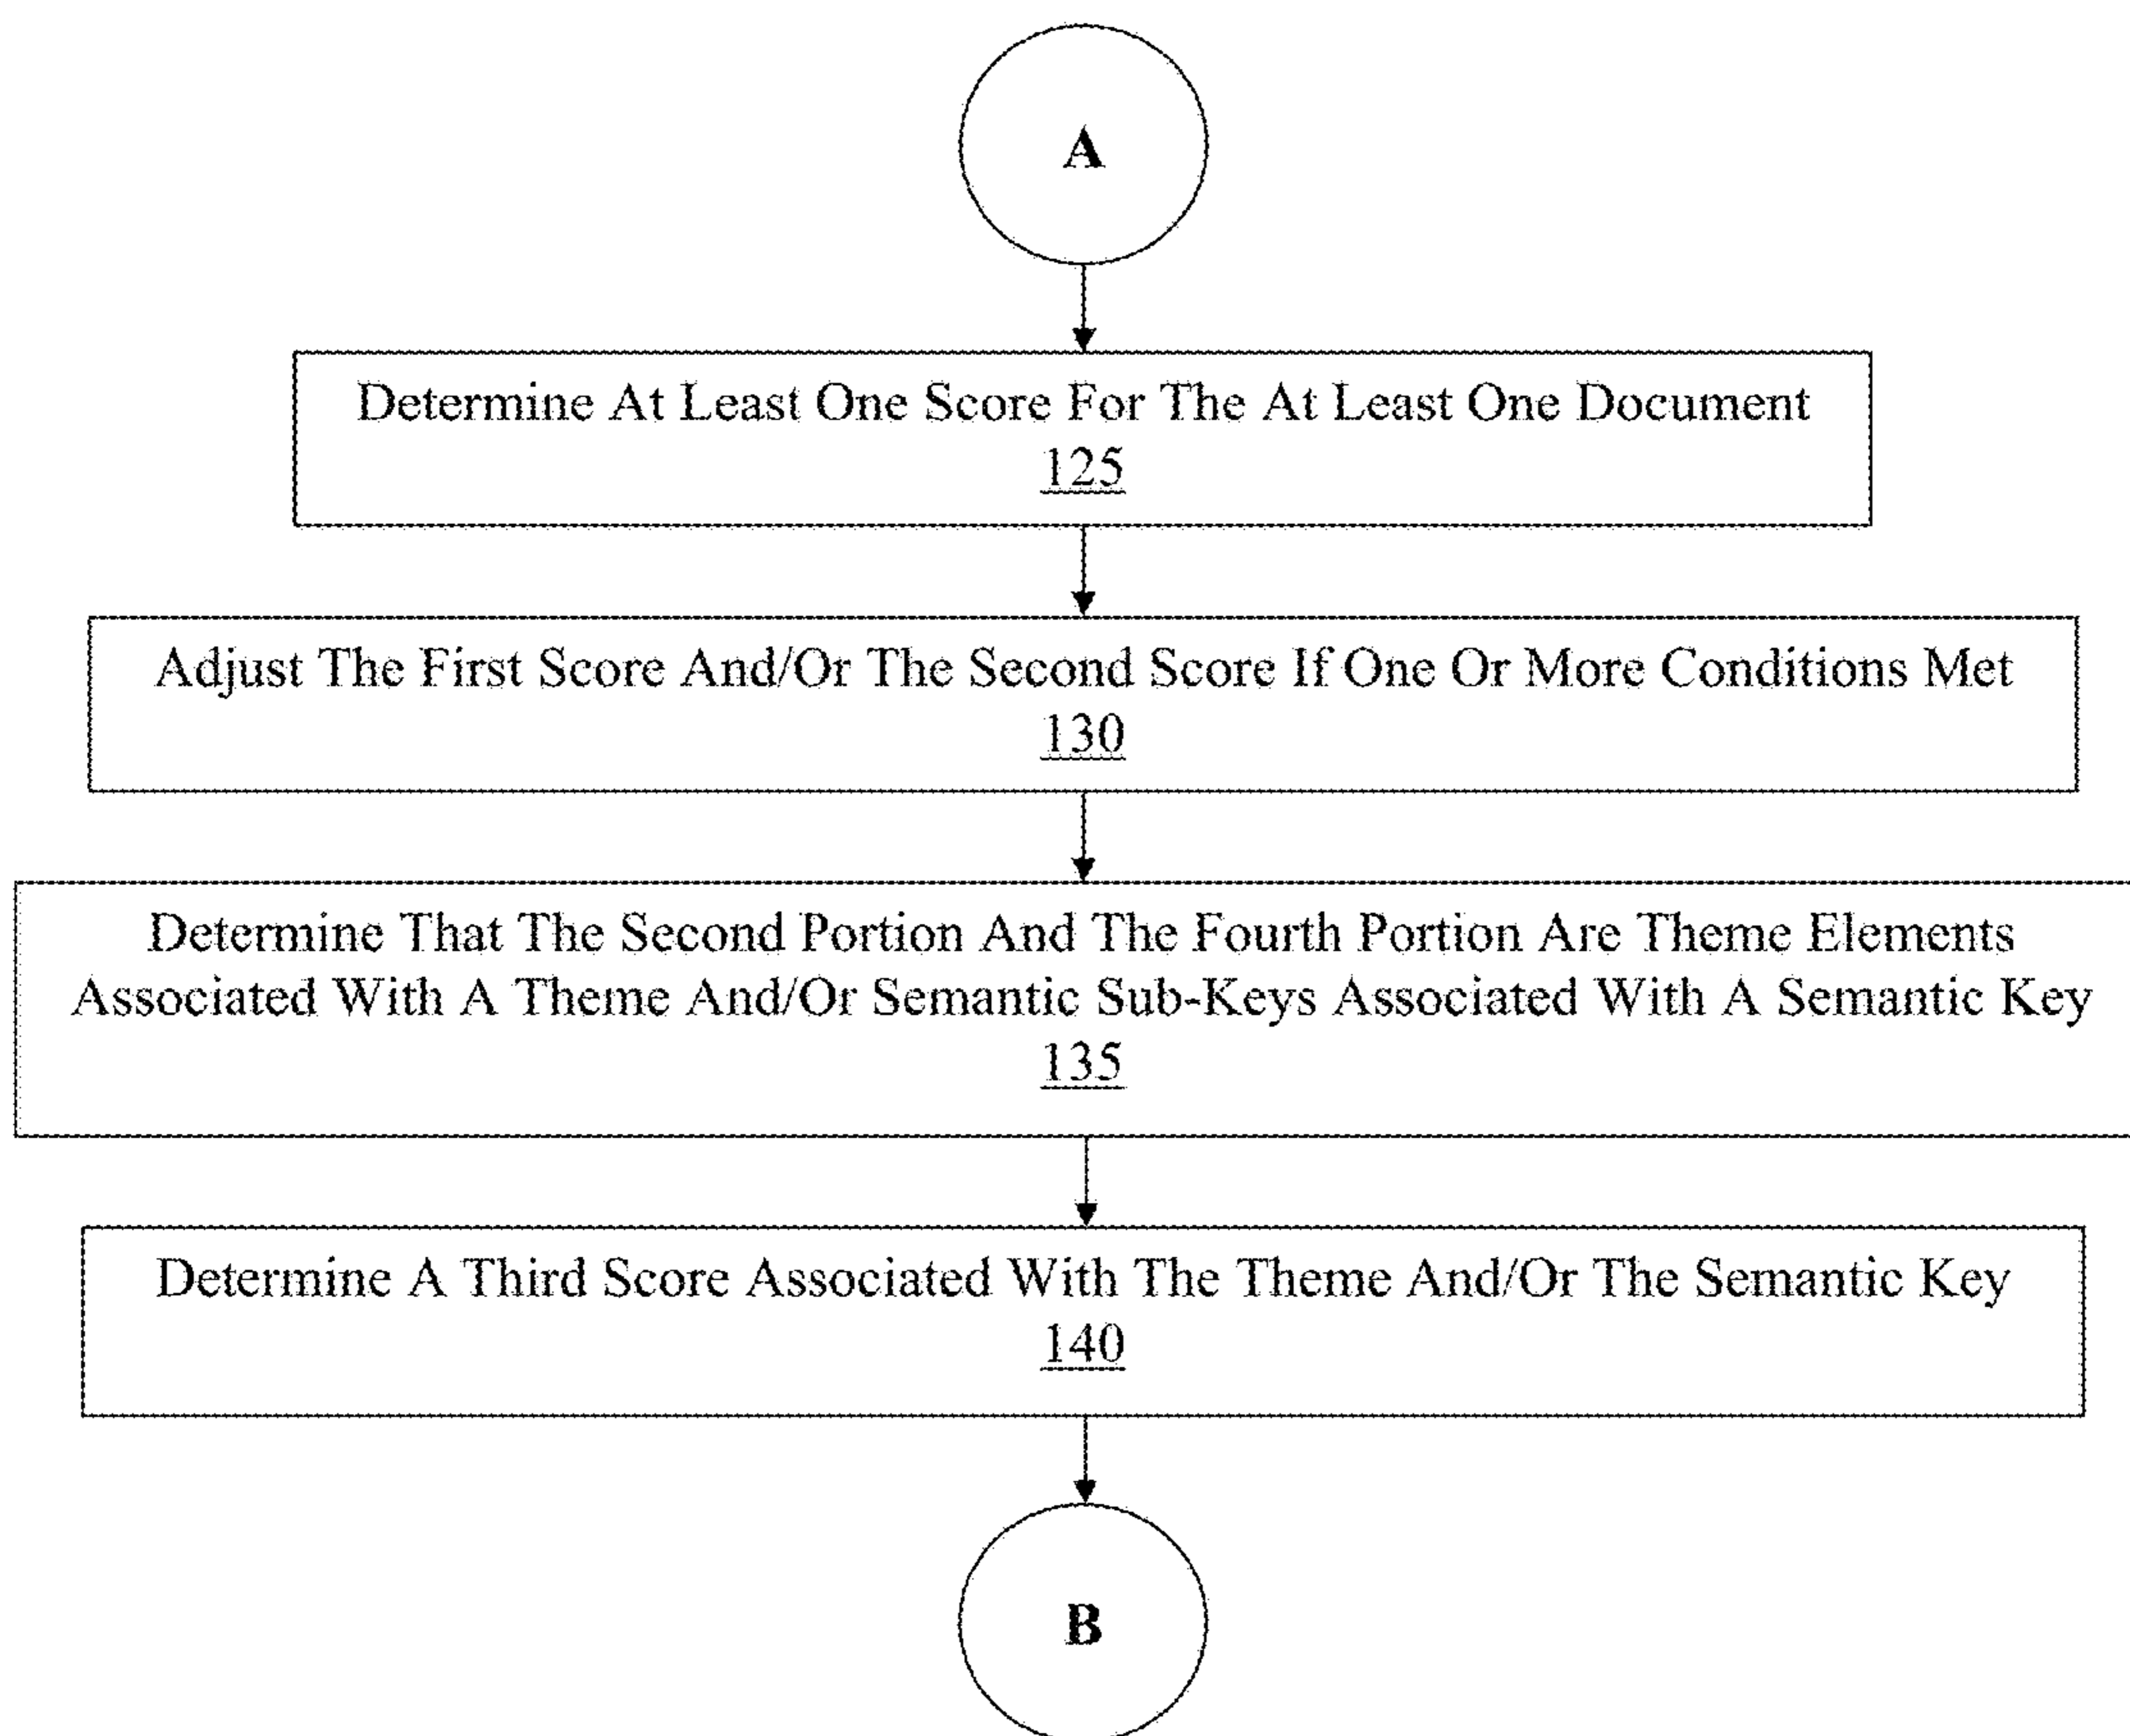 A
Determine At Least One Score For The At Least One Document
125
Adjust The First Score And/Or The Second Score If One Or More Conditions Met
130
Determine That The Second Portion And The Fourth Portion Are Theme Elements
Associated With A Theme And/Or Semantic Sub-Keys Associated With A Semantic Key
135
Determine A Third Score Associated With The Theme And/Or The Semantic Key
140
B